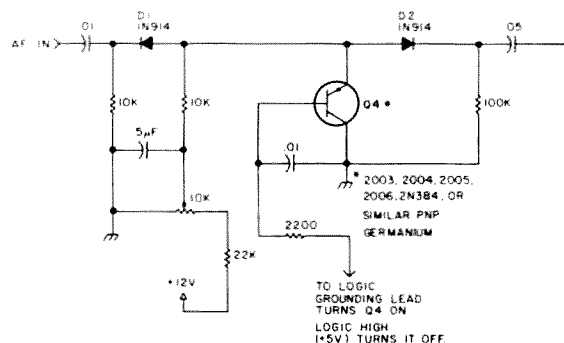 D1
1N914
D2
1N914
AF IN
.01
.05
10K
10K
Q4 *
100K
5µF
.01
10K
* 2003, 2004, 2005,
2006, 2N384, OR
SIMILAR PNP
GERMANIUM
2200
22K
+12V
TO LOGIC
GROUNDING LEAD
TURNS Q4 ON
LOGIC HIGH
(+5V) TURNS IT OFF.